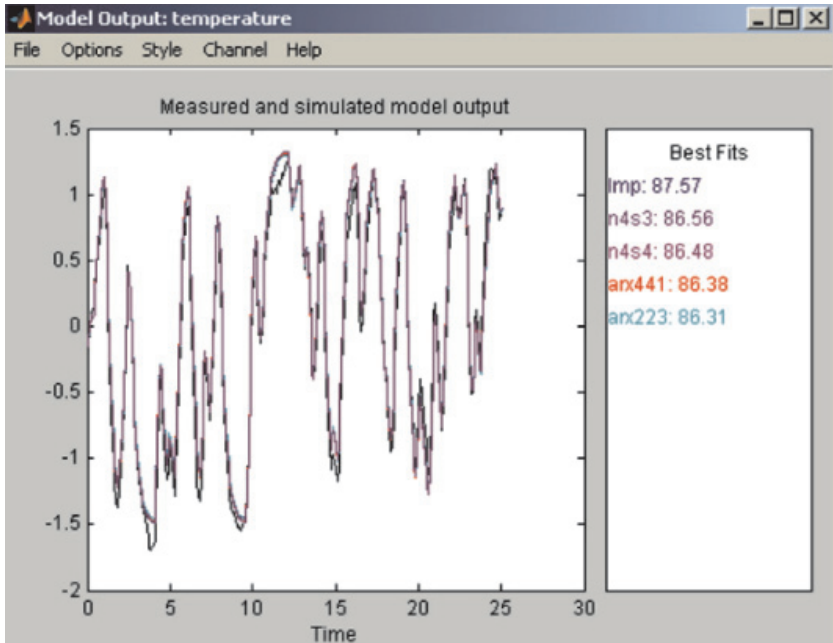 Model Output: temperature
File Options Style Channel Help
Measured and simulated model output
1.5
1
0.5
0
-0.5
-1
-1.5
-2
0 5 10 15 20 25 30
Time
Best Fits
Imp: 87.57
n4s3: 86.56
n4s4: 86.48
arx441: 86.38
arx223: 86.31